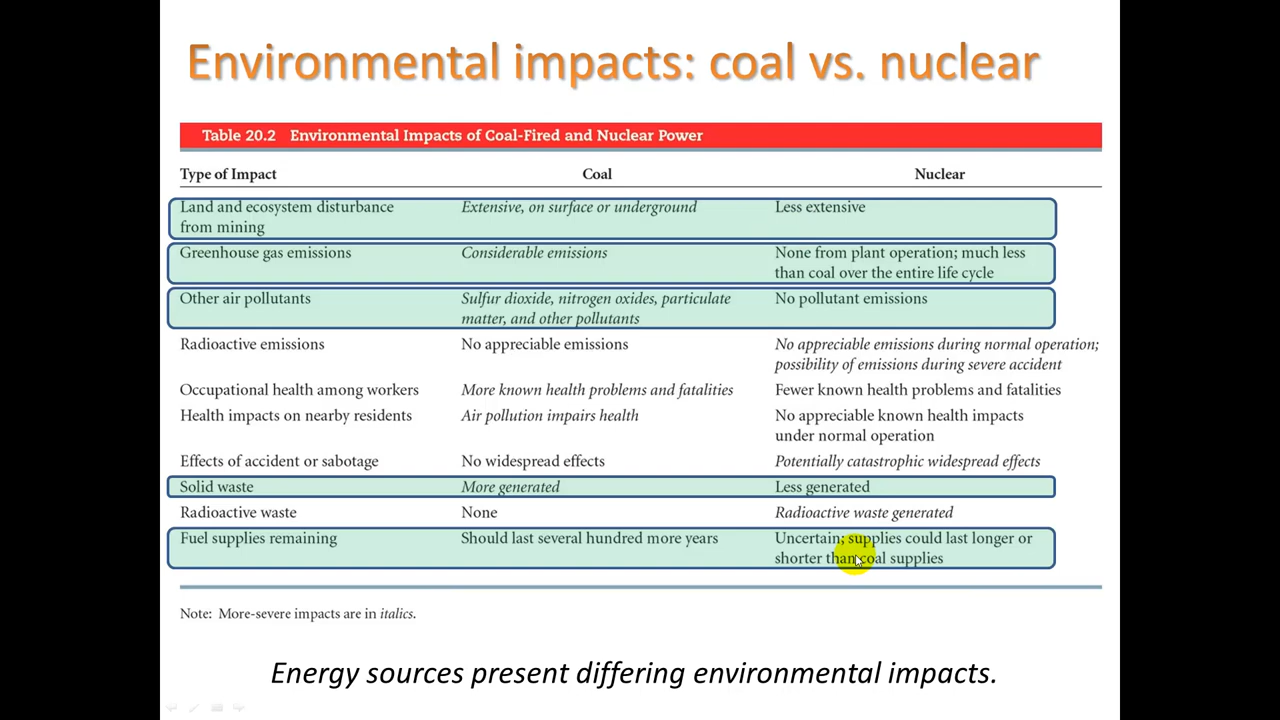 Environmental impacts: coal vs. nuclear
Table 20.2 Environmental Impacts of Coal-Fired and Nuclear Power
Type of Impact Coal Nuclear
Land and ecosystem disturbance Extensive, on surface or underground Less extensive
from mining
Greenhouse gas emissions Considerable emissions None from plant operation; much less
than coal over the entire life cycle
Other air pollutants Sulfur dioxide, nitrogen oxides, particulate No pollutant emissions
matter, and other pollutants
Radioactive emissions No appreciable emissions No appreciable emissions during normal operation;
possibility of emissions during severe accident
Occupational health among workers More known health problems and fatalities Fewer known health problems and fatalities
Health impacts on nearby residents Air pollution impairs health No appreciable known health impacts
under normal operation
Effects of accident or sabotage No widespread effects Potentially catastrophic widespread effects
Solid waste More generated Less generated
Radioactive waste None Radioactive waste generated
Fuel supplies remaining Should last several hundred more years Uncertain; supplies could last longer or
shorter than coal supplies
Note: More-severe impacts are in italics.
Energy sources present differing environmental impacts.